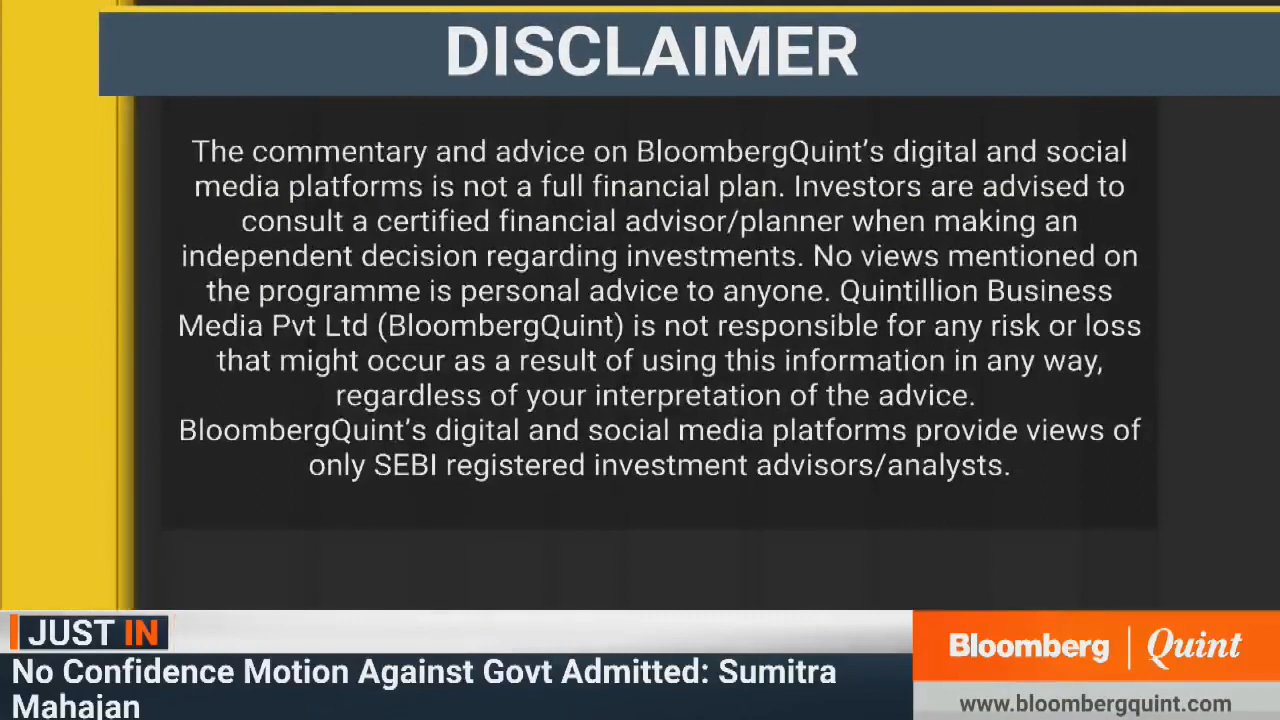 DISCLAIMER
The commentary and advice on BloombergQuint's digital and social
media platforms is not a full financial plan. Investors are advised to
consult a certified financial advisor/planner when making an
independent decision regarding investments. No views mentioned on
the programme is personal advice to anyone. Quintillion Business
Media Pvt Ltd (BloombergQuint) is not responsible for any risk or loss
that might occur as a result of using this information in any way,
regardless of your interpretation of the advice.
BloombergQuint's digital and social media platforms provide views of
only SEBI registered investment advisors/analysts.
JUST IN
No Confidence Motion Against Govt Admitted: Sumitra
Mahajan
Bloomberg | Quint
www.bloombergquint.com